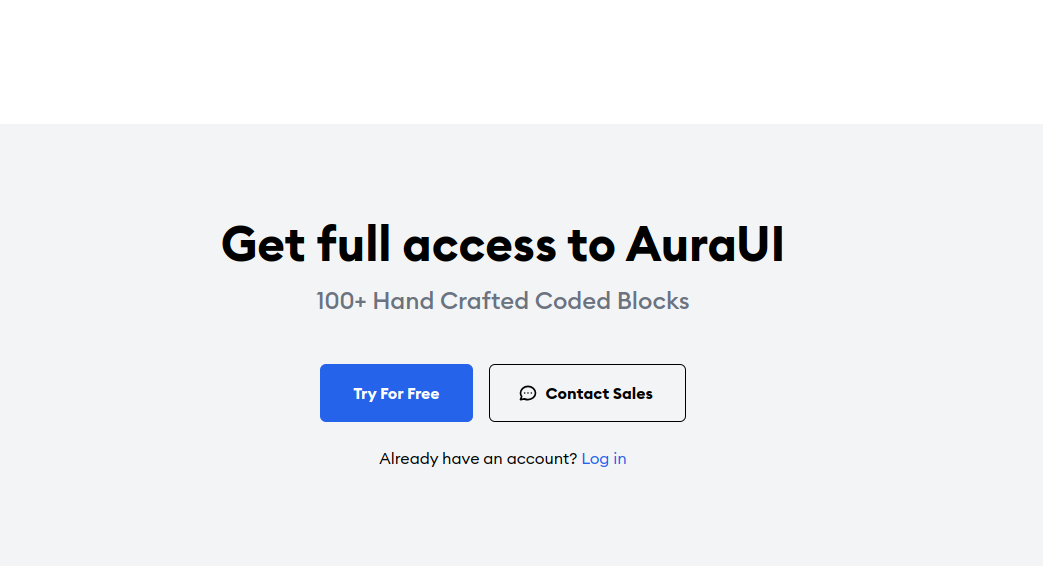 Get full access to AuraUI
100+ Hand Crafted Coded Blocks
Try For Free
Contact Sales
Already have an account? Log in